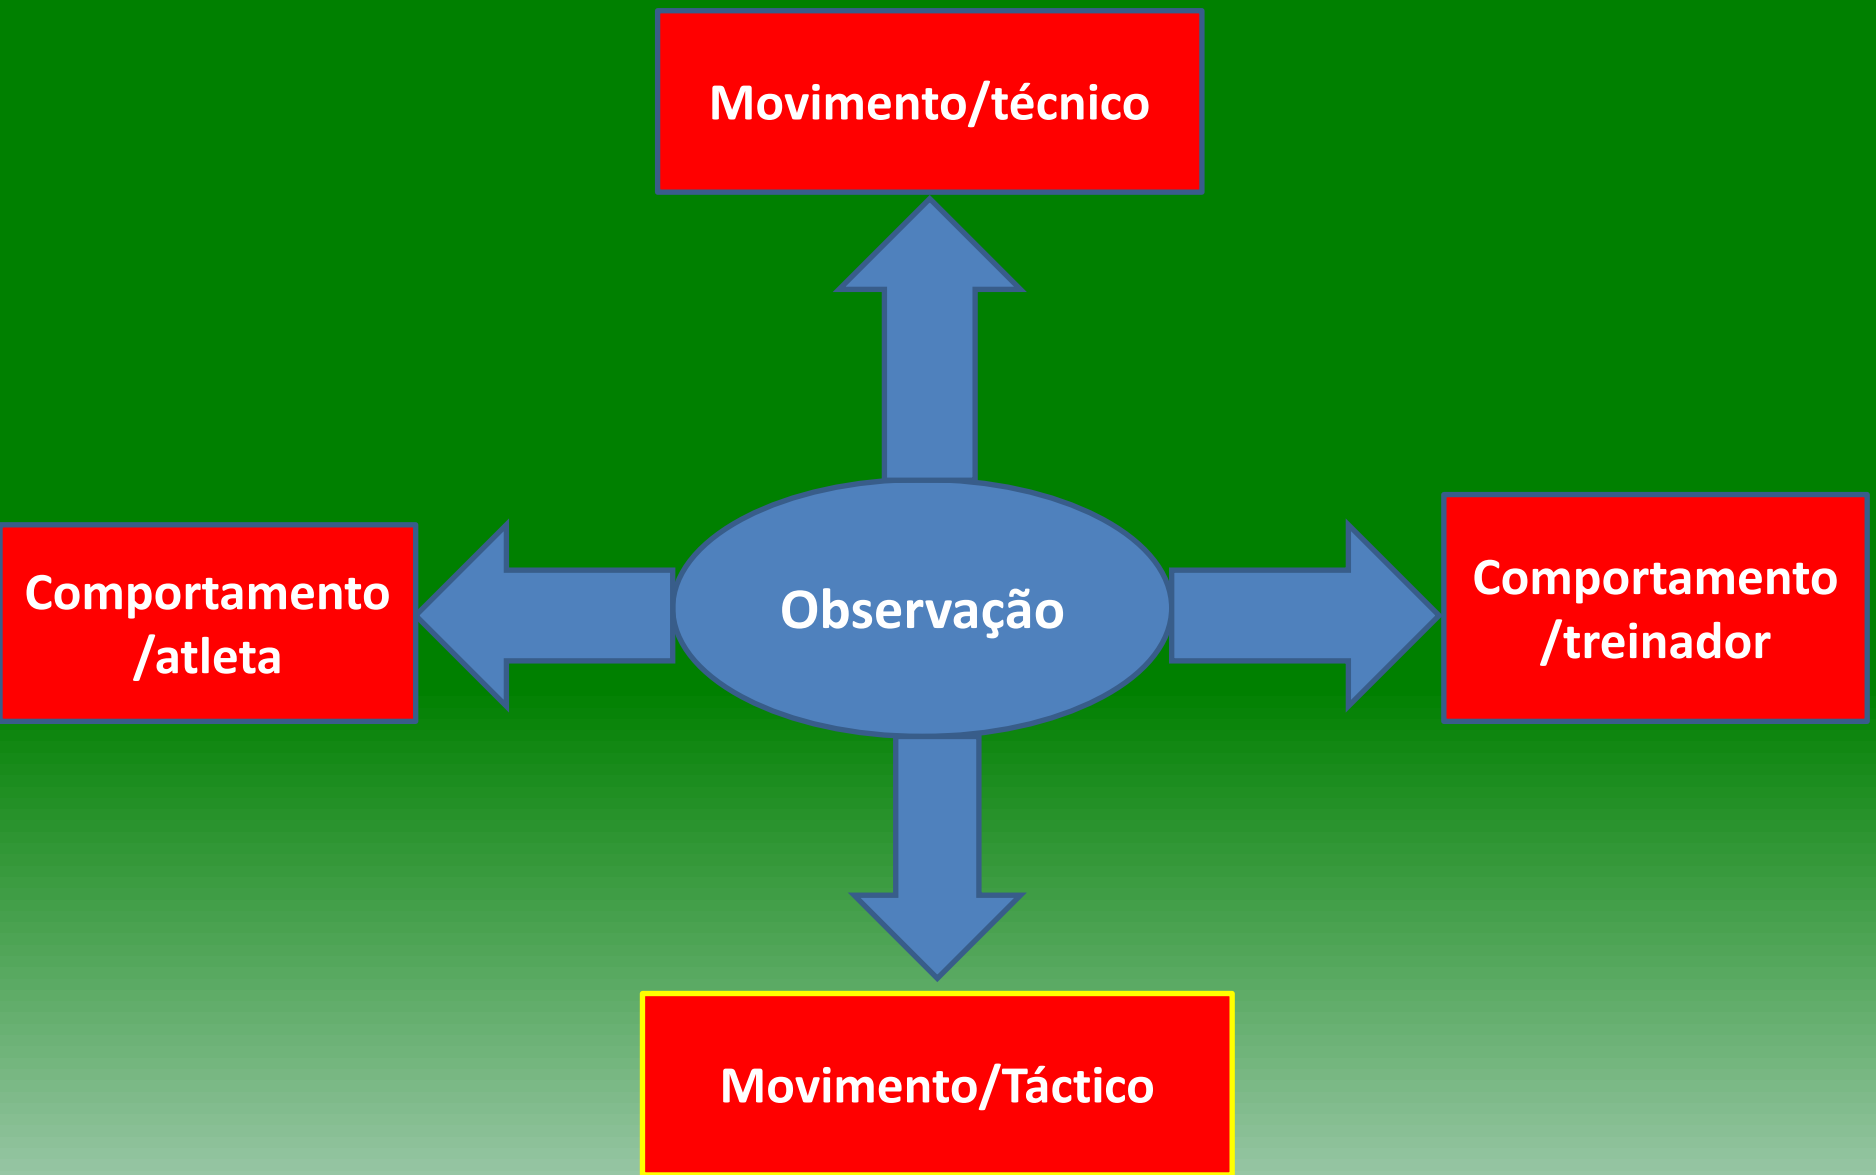 Movimento/técnico
Comportamento
/atleta
Observação
Comportamento
/treinador
Movimento/Táctico